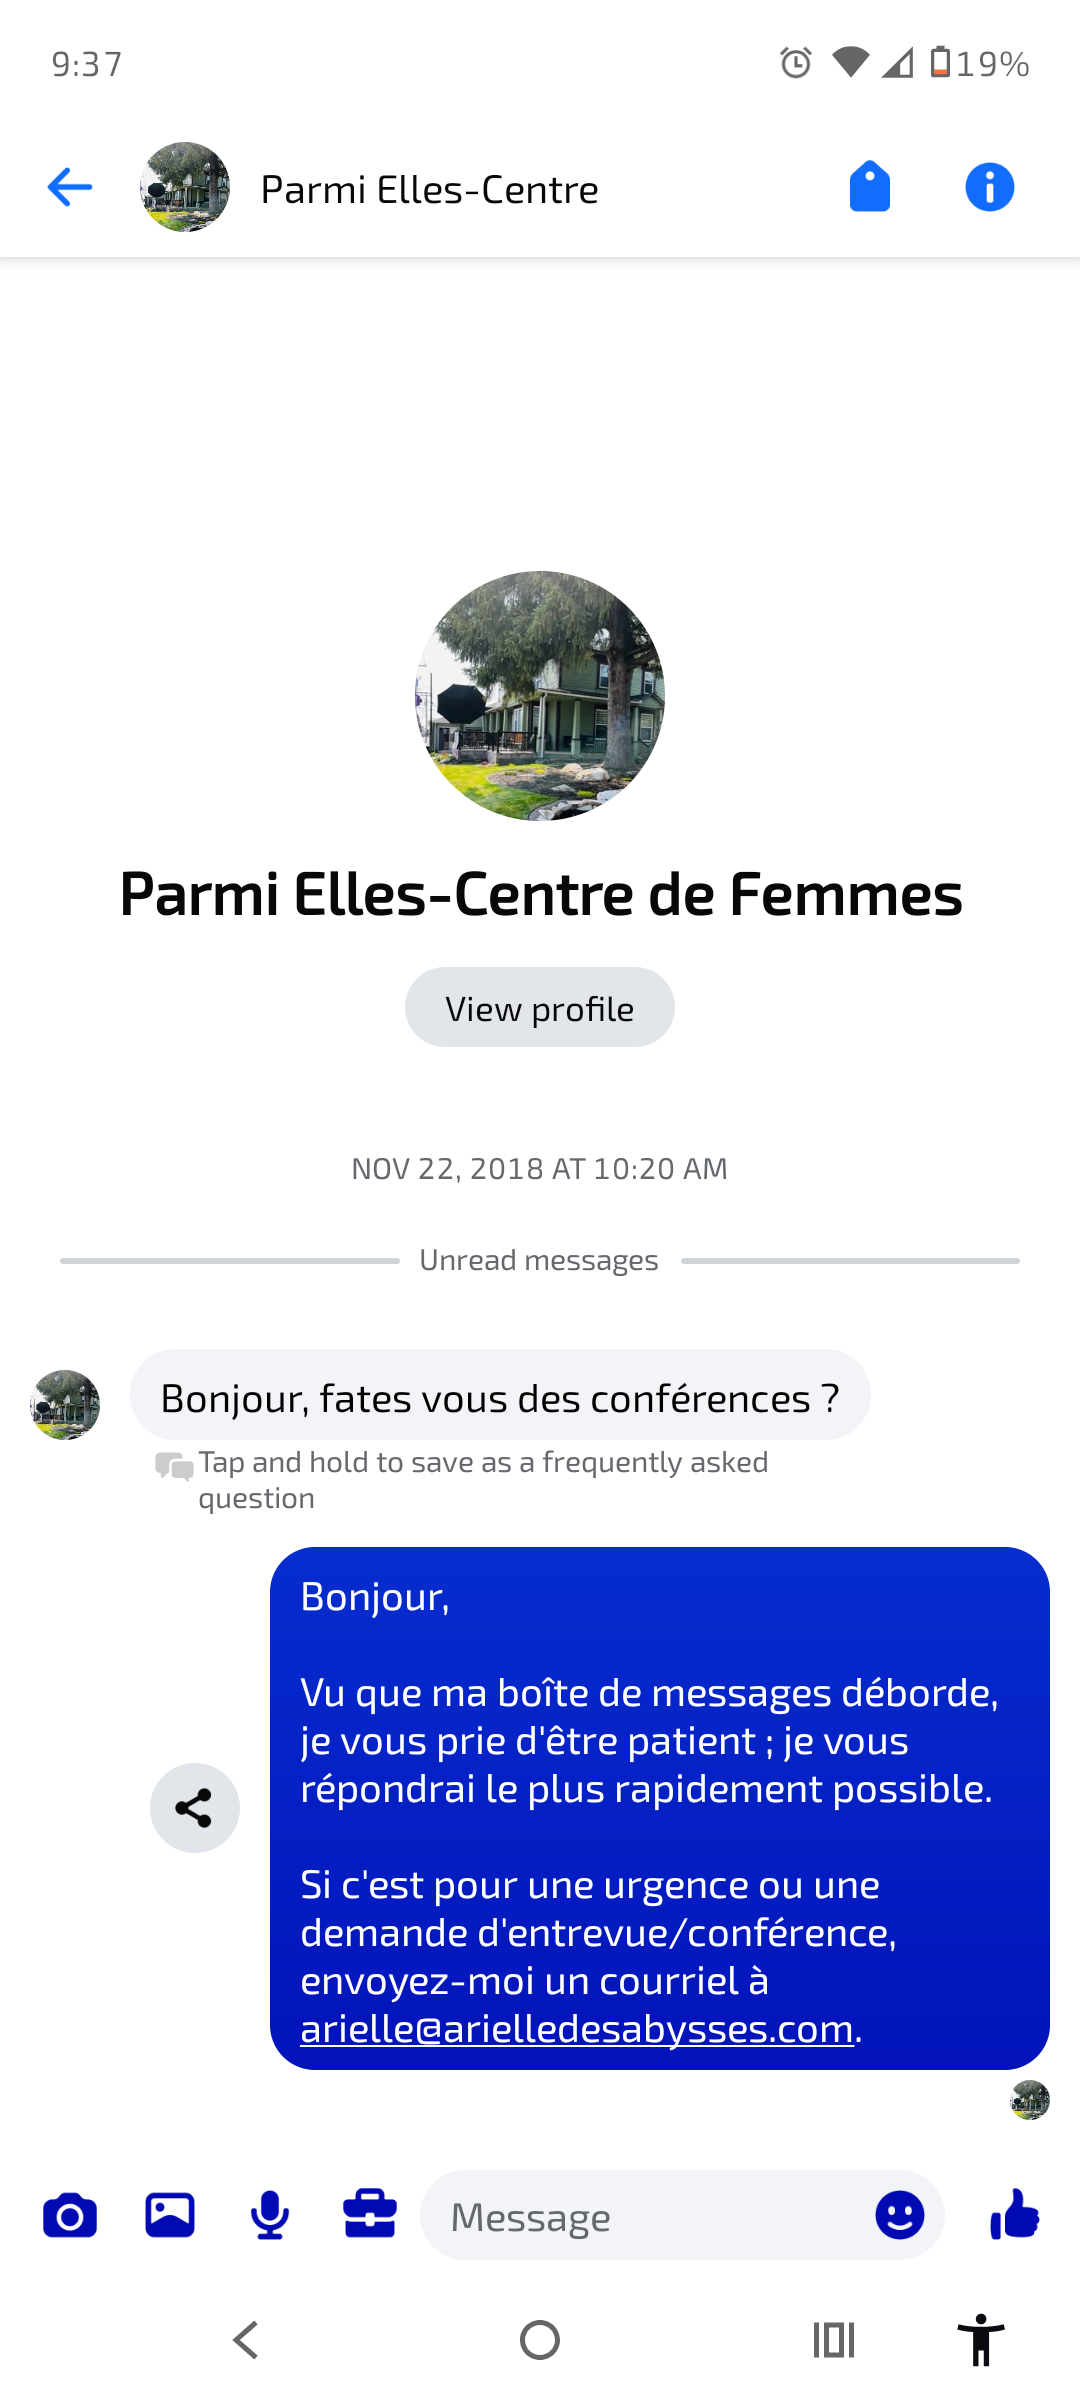 9:37
19%
Parmi Elles-Centre
Parmi Elles-Centre de Femmes
View profile
NOV 22, 2018 AT 10:20 AM
Unread messages
Bonjour, fates vous des conférences ?
Tap and hold to save as a frequently asked
question
Bonjour,
Vu que ma boîte de messages déborde,
je vous prie d'être patient ; je vous
répondrai le plus rapidement possible.
Si c'est pour une urgence ou une
demande d'entrevue/conférence,
envoyez-moi un courriel à
arielle@arielledesabysses.com.
Message